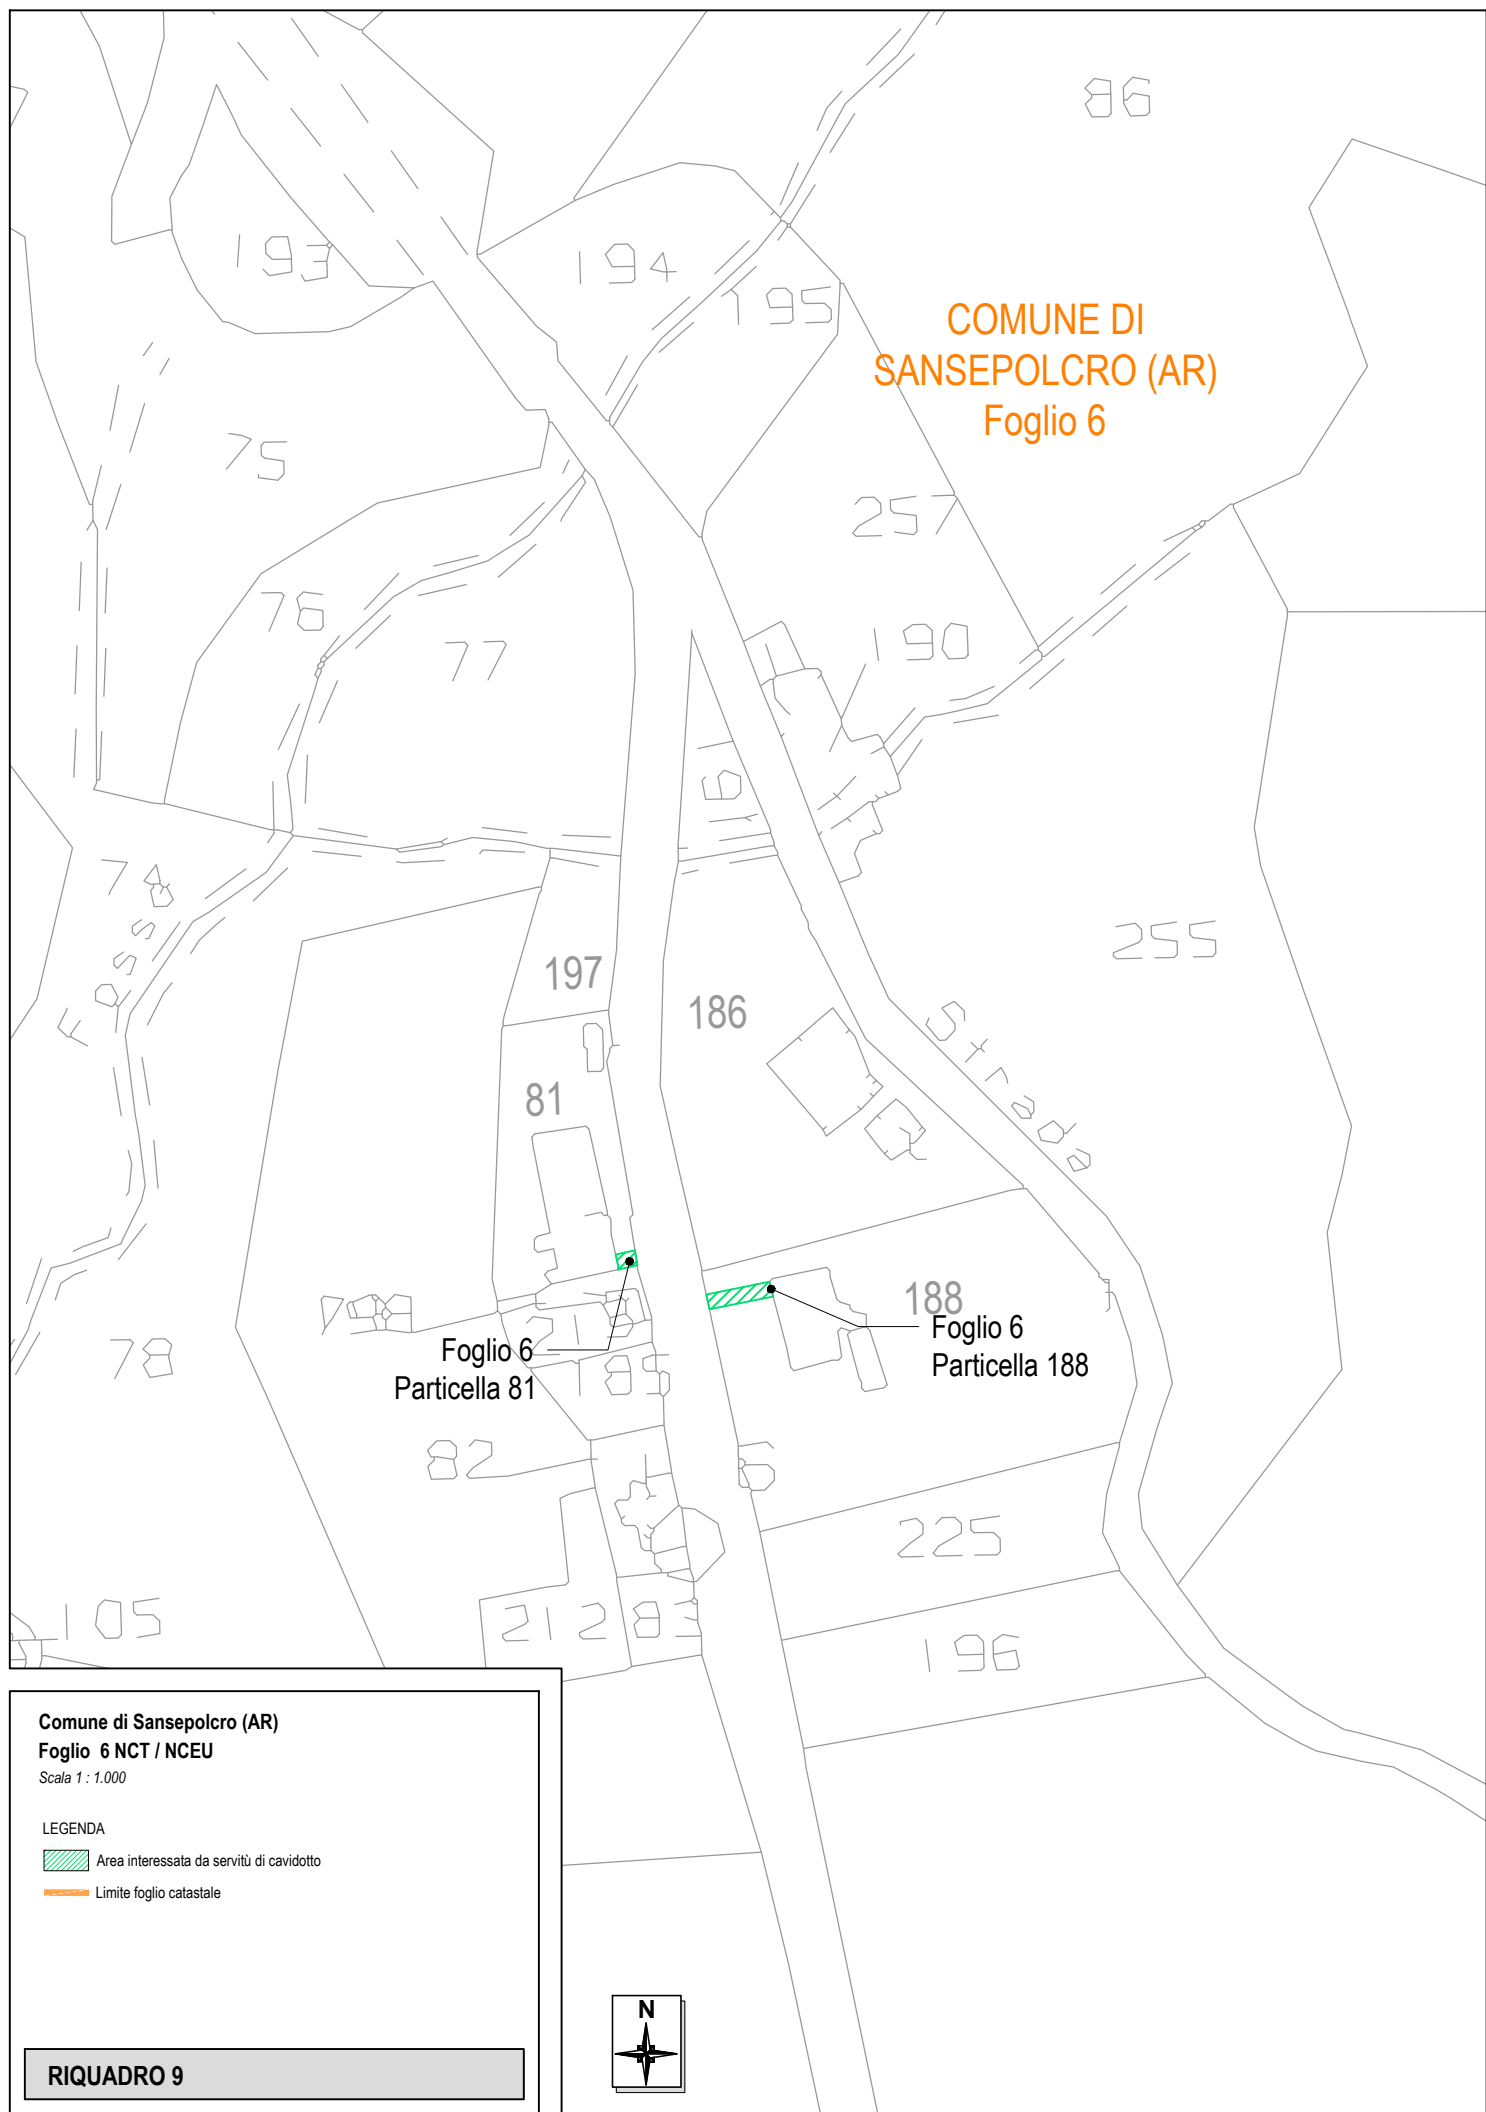 86
193
194
195
COMUNE DI
SANSEPOLCRO (AR)
Foglio 6
75
257
76
77
190
74
Fosso
255
197
186
Strada
81
188
Foglio 6
Particella 188
78
Foglio 6
Particella 81
82
225
105
212
83
196
Comune di Sansepolcro (AR)
Foglio 6 NCT / NCEU
Scala 1 : 1.000
LEGENDA
Area interessata da servitù di cavidotto
Limite foglio catastale
N
RIQUADRO 9